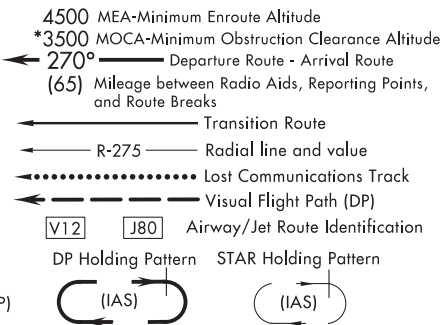 4500 MEA-Minimum Enroute Altitude
*3500 MOCA-Minimum Obstruction Clearance Altitude
270° Departure Route - Arrival Route
(65) Mileage between Radio Aids, Reporting Points,
and Route Breaks
Transition Route
R-275 Radial line and value
Lost Communications Track
Visual Flight Path (DP)
V12 J80 Airway/Jet Route Identification
DP Holding Pattern STAR Holding Pattern
(IAS) (IAS)